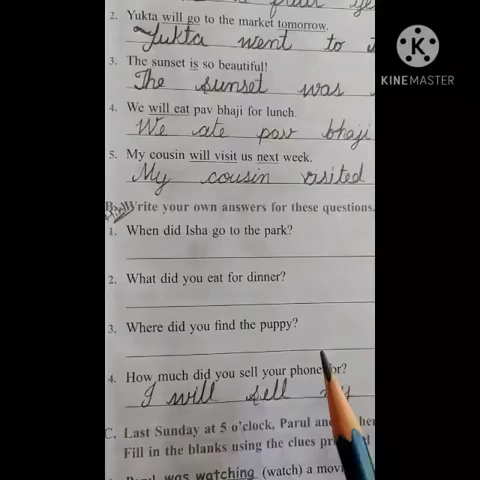 2. Yukta will go to the market tomorrow.
Yukta went to
KINEMASTER
3. The sunset is so beautiful!
The sunset was
4. We will eat pav bhaji for lunch.
We ate pav bhaji
5. My cousin will visit us next week.
My cousin visited
B. Write your own answers for these questions.
1. When did Isha go to the park?
2. What did you eat for dinner?
3. Where did you find the puppy?
4. How much did you sell your phone for?
I will sell
C. Last Sunday at 5 o'clock, Parul and
Fill in the blanks using the clues
was watching (watch) a movi